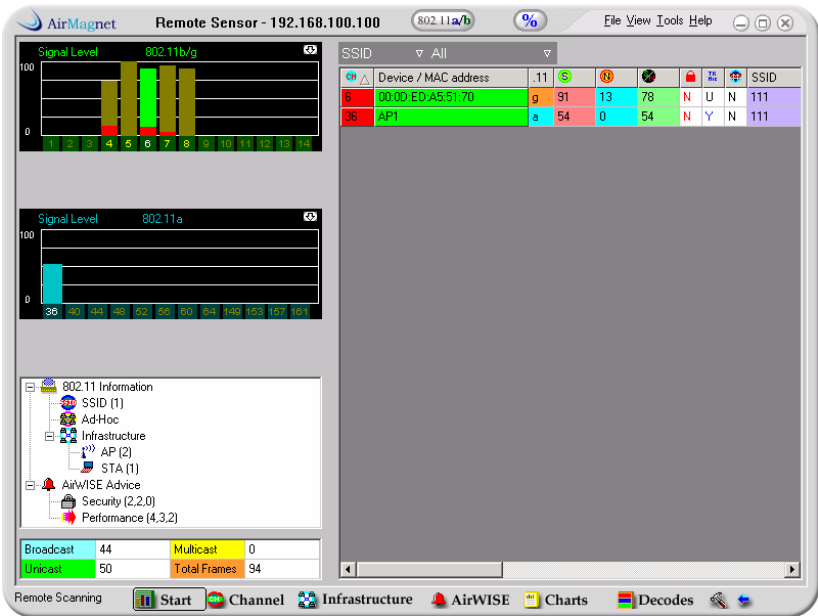 AirMagnet Remote Sensor - 192.168.100.100 802.11a/b % File View Tools Help
Signal Level 802.11b/g
100
0
1 2 3 4 5 6 7 8 9 10 11 12 13 14
Signal Level 802.11a
100
0
36 40 44 48 52 56 60 64 149 153 157 161
802.11 Information
SSID (1)
Ad-Hoc
Infrastructure
AP (2)
STA (1)
AirWISE Advice
Security (2,2,0)
Performance (4,3,2)
Broadcast 44 Multicast 0
Unicast 50 Total Frames 94
SSID All
CH Device / MAC address .11 S N SSID
6 00:0D:ED:A5:51:70 g 91 13 78 N U N 111
36 AP1 a 54 0 54 N Y N 111
Remote Scanning Start Channel Infrastructure AirWISE Charts Decodes